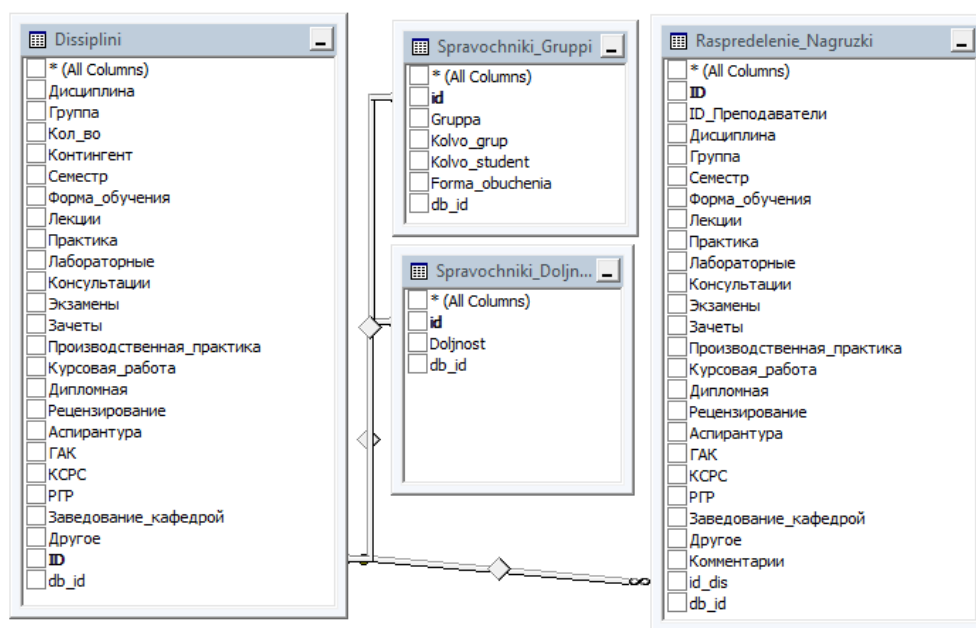 Dissiplini
* (All Columns)
Дисциплина
Группа
Кол_во
Контингент
Семестр
Форма_обучения
Лекции
Практика
Лабораторные
Консультации
Экзамены
Зачеты
Производственная_практика
Курсовая_работа
Дипломная
Рецензирование
Аспирантура
ГАК
КСРС
РГР
Заведование_кафедрой
Другое
ID
db_id
Spravochniki_Gruppi
* (All Columns)
id
Gruppa
Kolvo_grup
Kolvo_student
Forma_obuchenia
db_id
Spravochniki_Doljn...
* (All Columns)
id
Doljnost
db_id
Raspredelenie_Nagruzki
* (All Columns)
ID
ID_Преподаватели
Дисциплина
Группа
Семестр
Форма_обучения
Лекции
Практика
Лабораторные
Консультации
Экзамены
Зачеты
Производственная_практика
Курсовая_работа
Дипломная
Рецензирование
Аспирантура
ГАК
КСРС
РГР
Заведование_кафедрой
Другое
Комментарии
id_dis
db_id